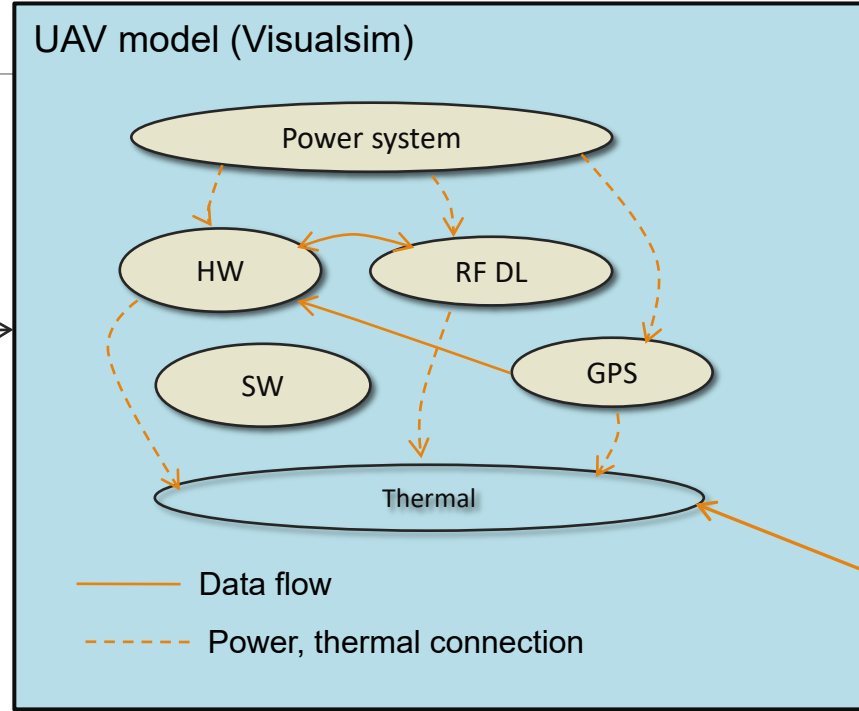 UAV model (Visualsim)
Power system
HW
RF DL
SW
GPS
Thermal
Data flow
Power, thermal connection